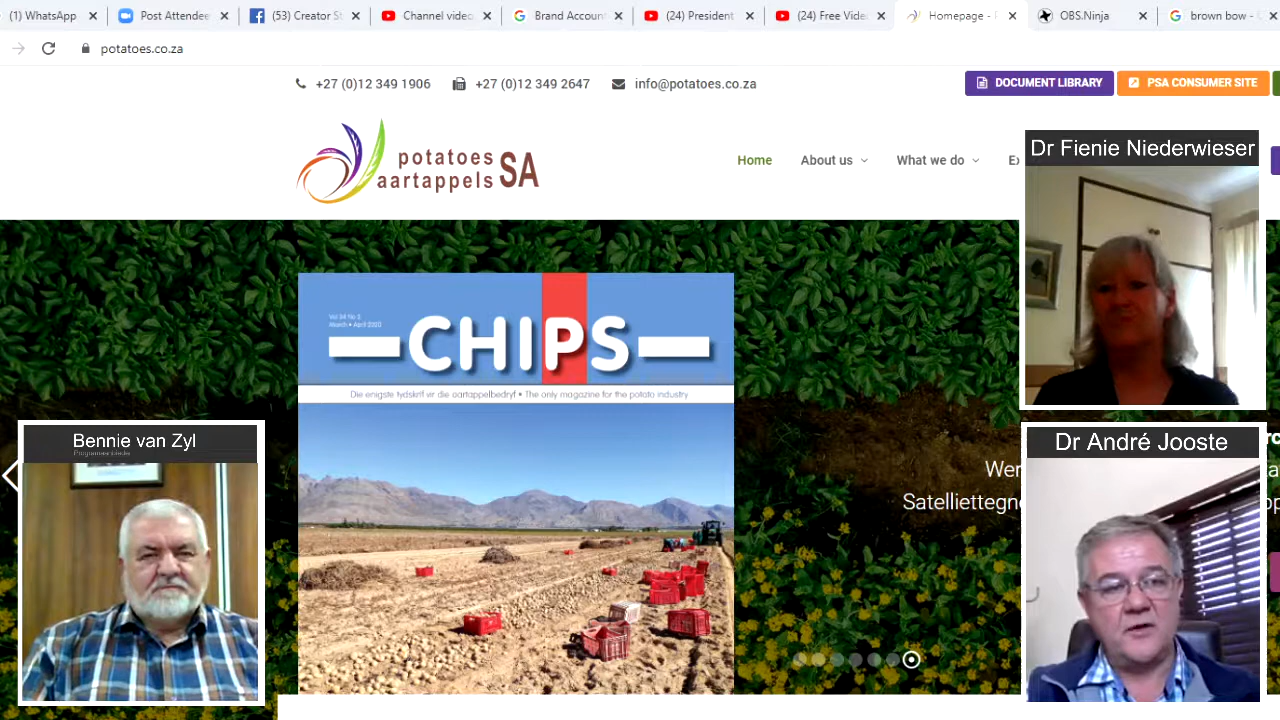 (1) WhatsApp
Post Attendee
(53) Creator St
Channel video
Brand Accoun
(24) President
(24) Free Vide
Homepage -
OBS.Ninja
brown bow -
potatoes.co.za
+27 (0)12 349 1906
+27 (0)12 349 2647
info@potatoes.co.za
DOCUMENT LIBRARY
PSA CONSUMER SITE
potatoes
aartappels SA
Home
About us
What we do
Dr Fienie Niederwieser
Vol 34 No 2
March • April 2020
CHIPS
Die enigste tydskrif vir die aartappelbedryf • The only magazine for the potato industry
Bennie van Zyl
Dr André Jooste
Wer
Satelliettegn